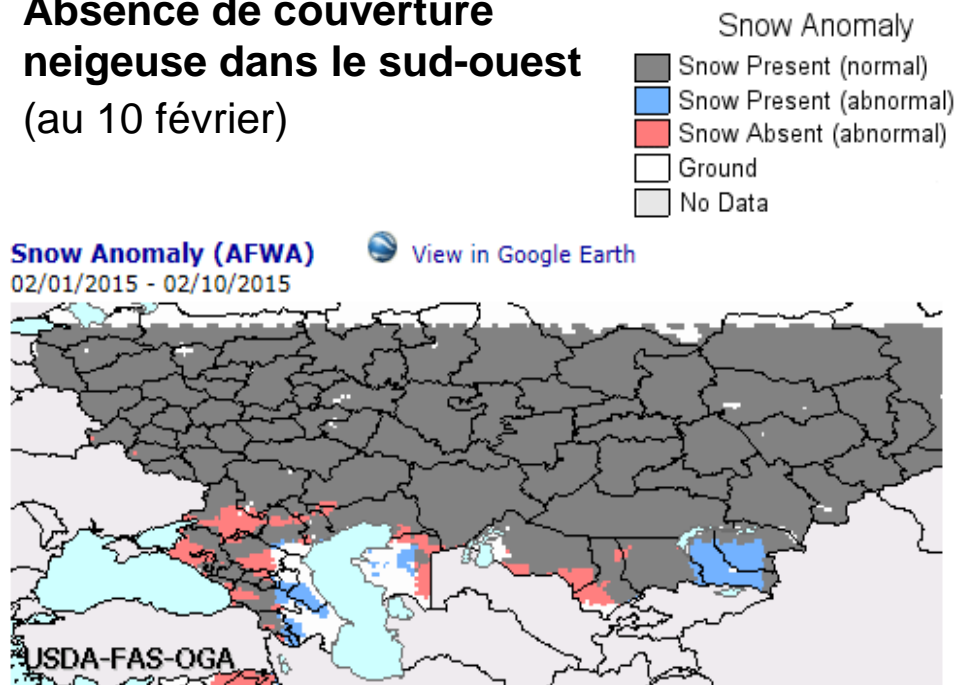 Absence de couverture
neigeuse dans le sud-ouest
(au 10 février)
Snow Anomaly
Snow Present (normal)
Snow Present (abnormal)
Snow Absent (abnormal)
Ground
No Data
Snow Anomaly (AFWA) View in Google Earth
02/01/2015 - 02/10/2015
USDA-FAS-OGA